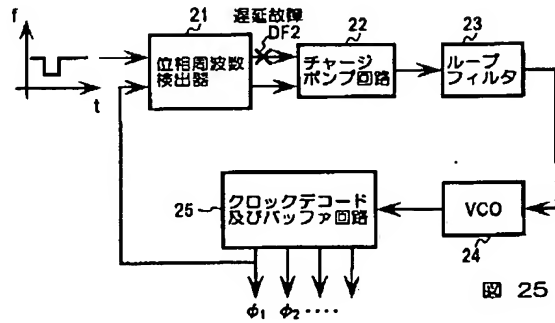 f
t
21
位相周波数
検出器
遅延故障
DF2
22
チャージ
ポンプ回路
23
ループ
フィルタ
25
クロックデコード
及びバッファ回路
VCO
24
φ1 φ2 ····
図 25